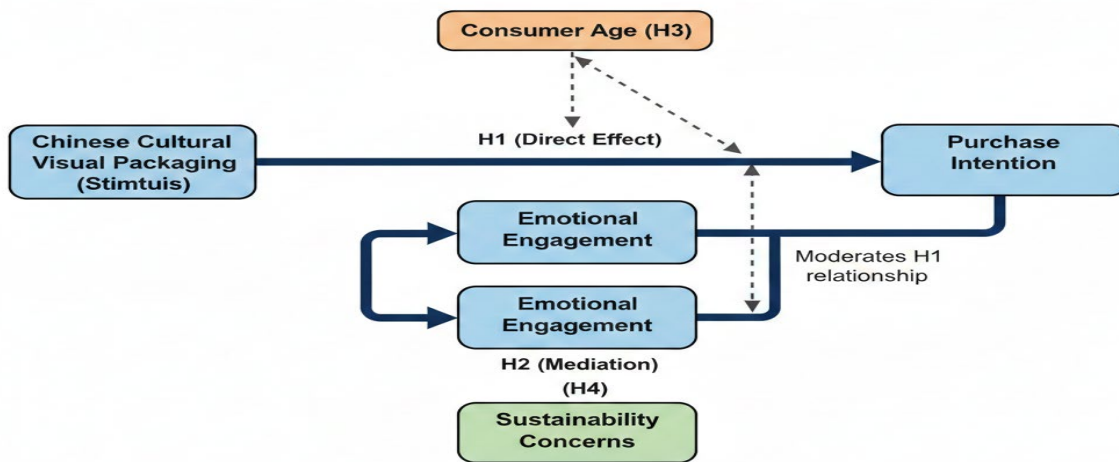 Consumer Age (H3)
H1 (Direct Effect)
Chinese Cultural
Visual Packaging
(Stimtuis)
Purchase
Intention
Emotional
Engagement
Moderates H1
relationship
Emotional
Engagement
H2 (Mediation)
(H4)
Sustainability
Concerns